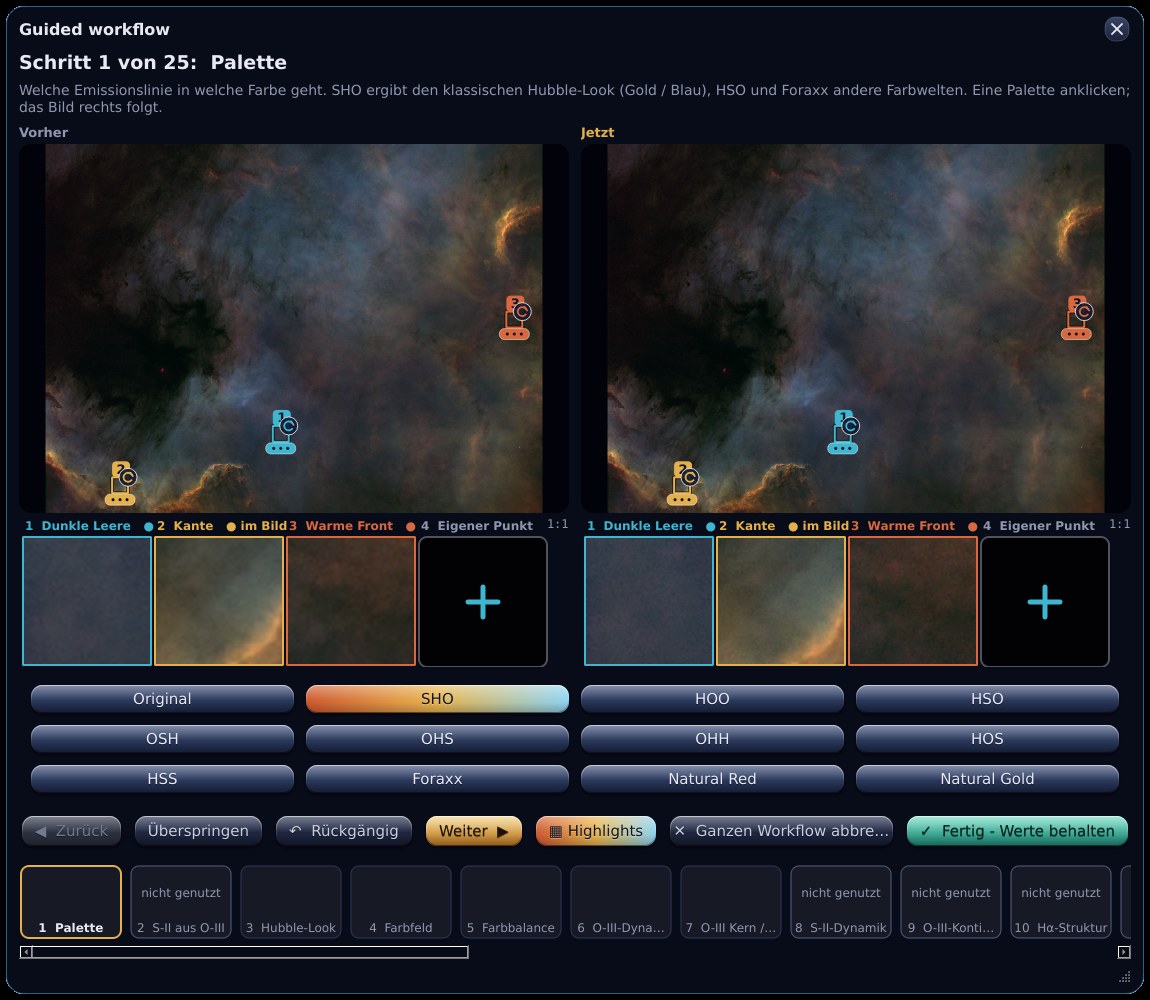 Guided workflow
Schritt 1 von 25: Palette
Welche Emissionslinie in welche Farbe geht. SHO ergibt den klassischen Hubble-Look (Gold / Blau), HSO und Foraxx andere Farbwelten. Eine Palette anklicken;
das Bild rechts folgt.
Vorher
Jetzt
3
1
2
3
1
2
1 Dunkle Leere ● 2 Kante ● im Bild 3 Warme Front ● 4 Eigener Punkt 1:1
1 Dunkle Leere ● 2 Kante ● im Bild 3 Warme Front ● 4 Eigener Punkt 1:1
Original SHO HOO HSO
OSH OHS OHH HOS
HSS Foraxx Natural Red Natural Gold
◀ Zurück Überspringen ↶ Rückgängig Weiter ▶ ▦ Highlights ✕ Ganzen Workflow abbre... ✓ Fertig - Werte behalten
nicht genutzt nicht genutzt nicht genutzt nicht genutzt
1 Palette 2 S-II aus O-III 3 Hubble-Look 4 Farbfeld 5 Farbbalance 6 O-III-Dyna... 7 O-III Kern /... 8 S-II-Dynamik 9 O-III-Konti... 10 Hα-Struktur